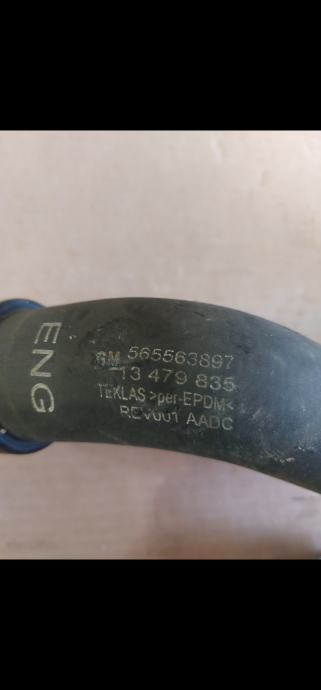 ENG
GM 565563897
13 479 835
TEKLAS >per-EPDM<
REV001 AADC